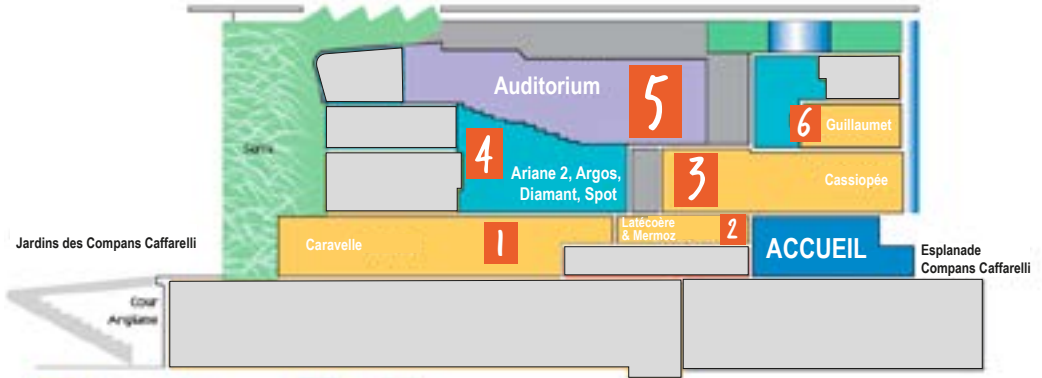 Auditorium
5
6
Guillaumet
4
Ariane 2, Argos,
Diamant, Spot
3
Cassiopée
Serre
Jardins des Compans Caffarelli
Caravelle
1
Latécoère
& Mermoz
2
ACCUEIL
Esplanade
Compans Caffarelli
Cour
Anglaise